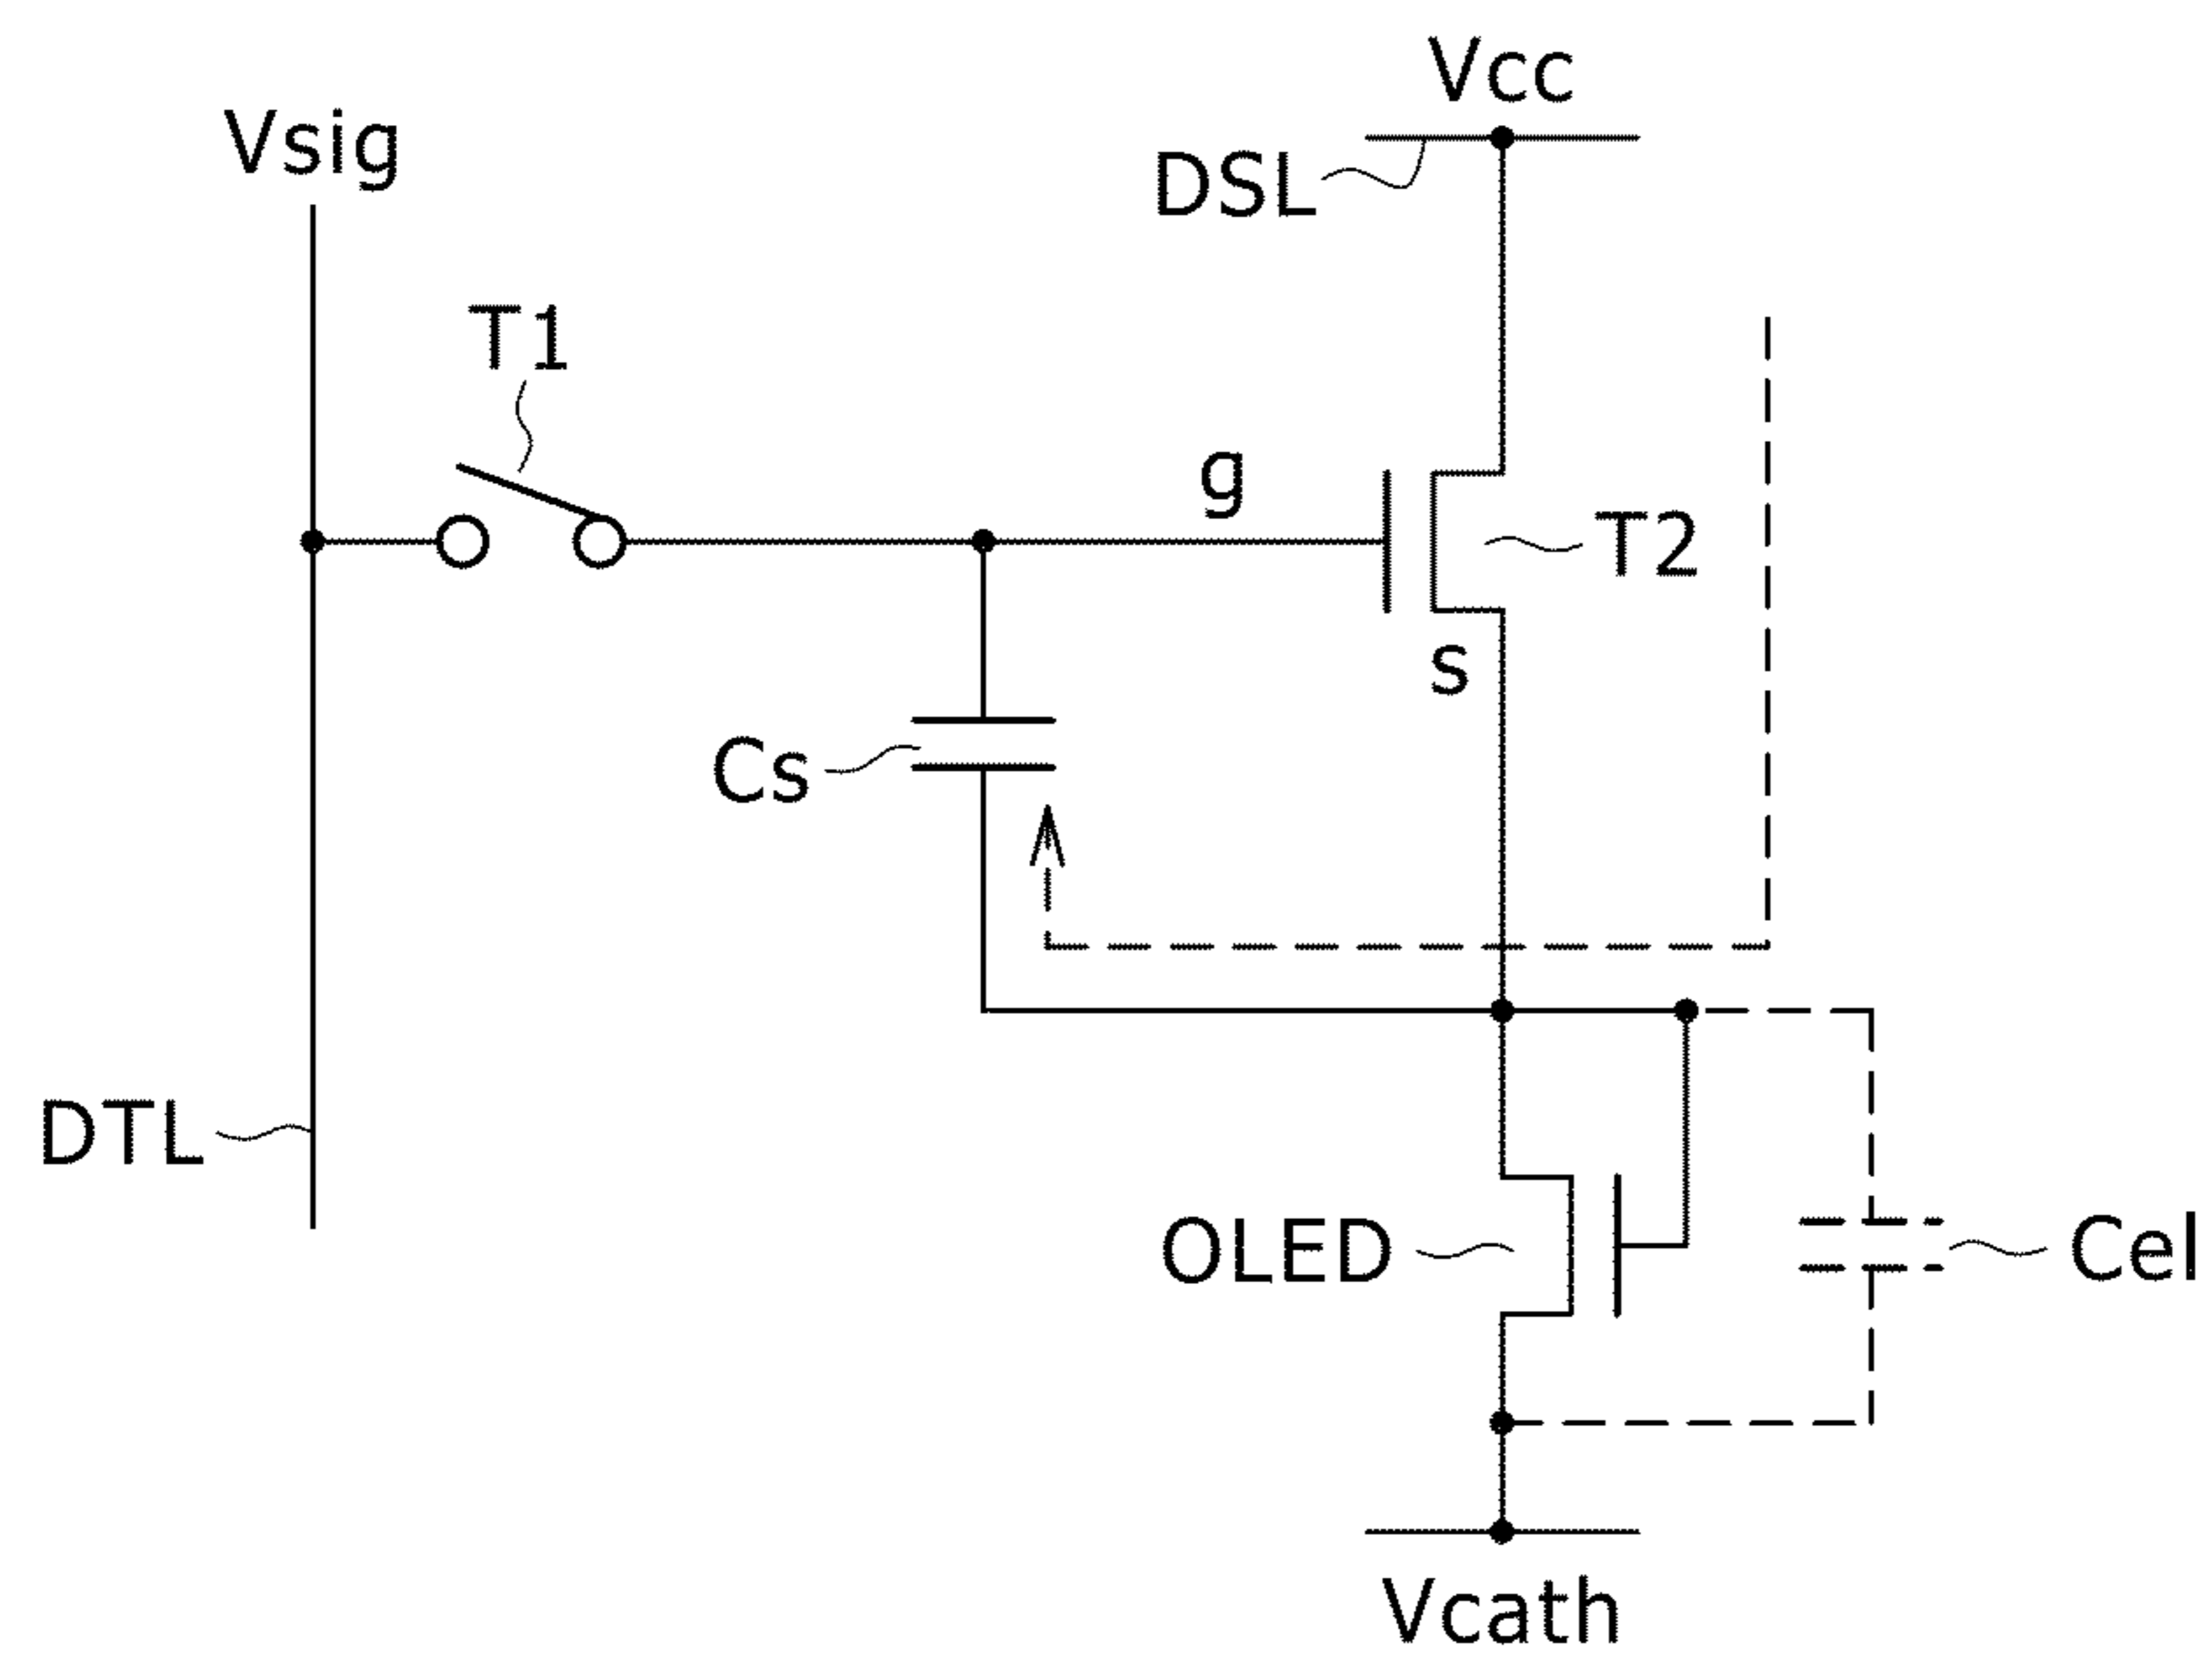 Vcc
Vsig
DSL
T1
g
T2
s
Cs
DTL
OLED
Cel
Vcath